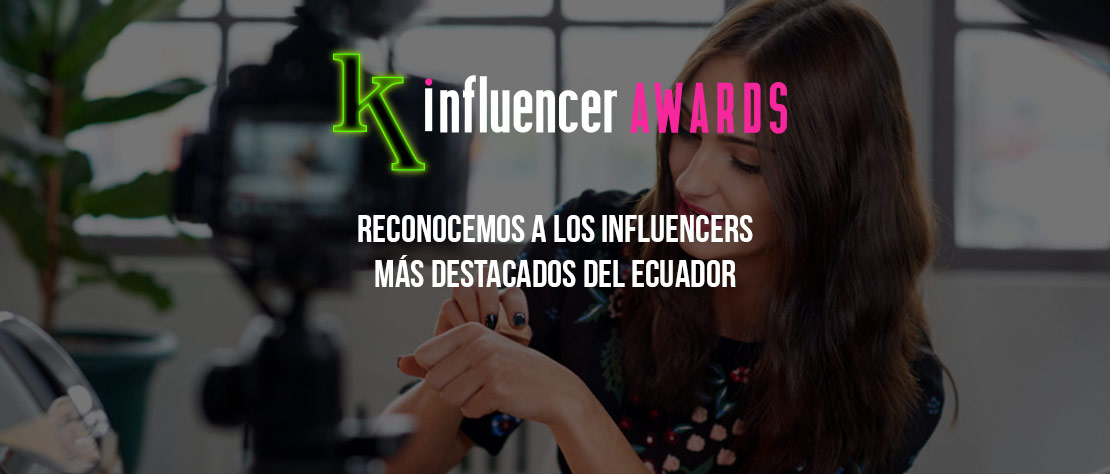 k influencer AWARDS
RECONOCEMOS A LOS INFLUENCERS
MÁS DESTACADOS DEL ECUADOR